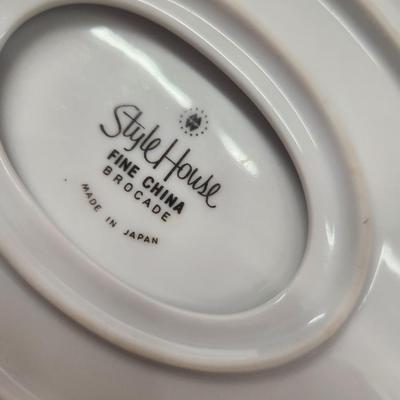 Style House
FINE CHINA
BROCADE
MADE IN JAPAN